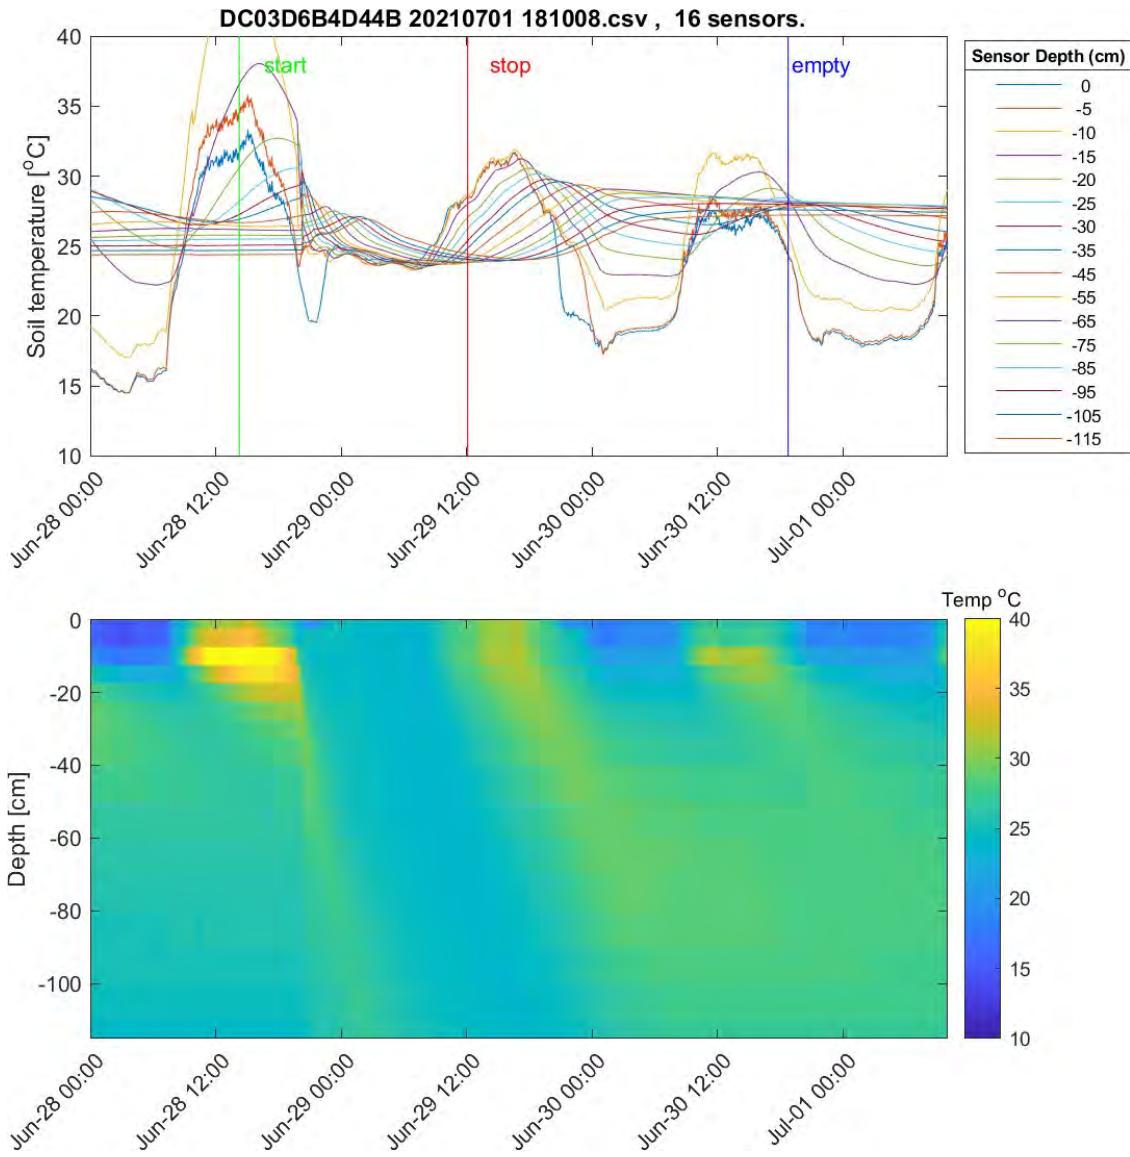 DC03D6B4D44B 20210701 181008.csv , 16 sensors.
40
35
30
25
20
15
10
Soil temperature [°C]
start
stop
empty
Jun-28 00:00
Jun-28 12:00
Jun-29 00:00
Jun-29 12:00
Jun-30 00:00
Jun-30 12:00
Jul-01 00:00
Sensor Depth (cm)
0
-5
-10
-15
-20
-25
-30
-35
-45
-55
-65
-75
-85
-95
-105
-115
0
-20
-40
-60
-80
-100
Depth [cm]
Jun-28 00:00
Jun-28 12:00
Jun-29 00:00
Jun-29 12:00
Jun-30 00:00
Jun-30 12:00
Jul-01 00:00
Temp °C
40
35
30
25
20
15
10